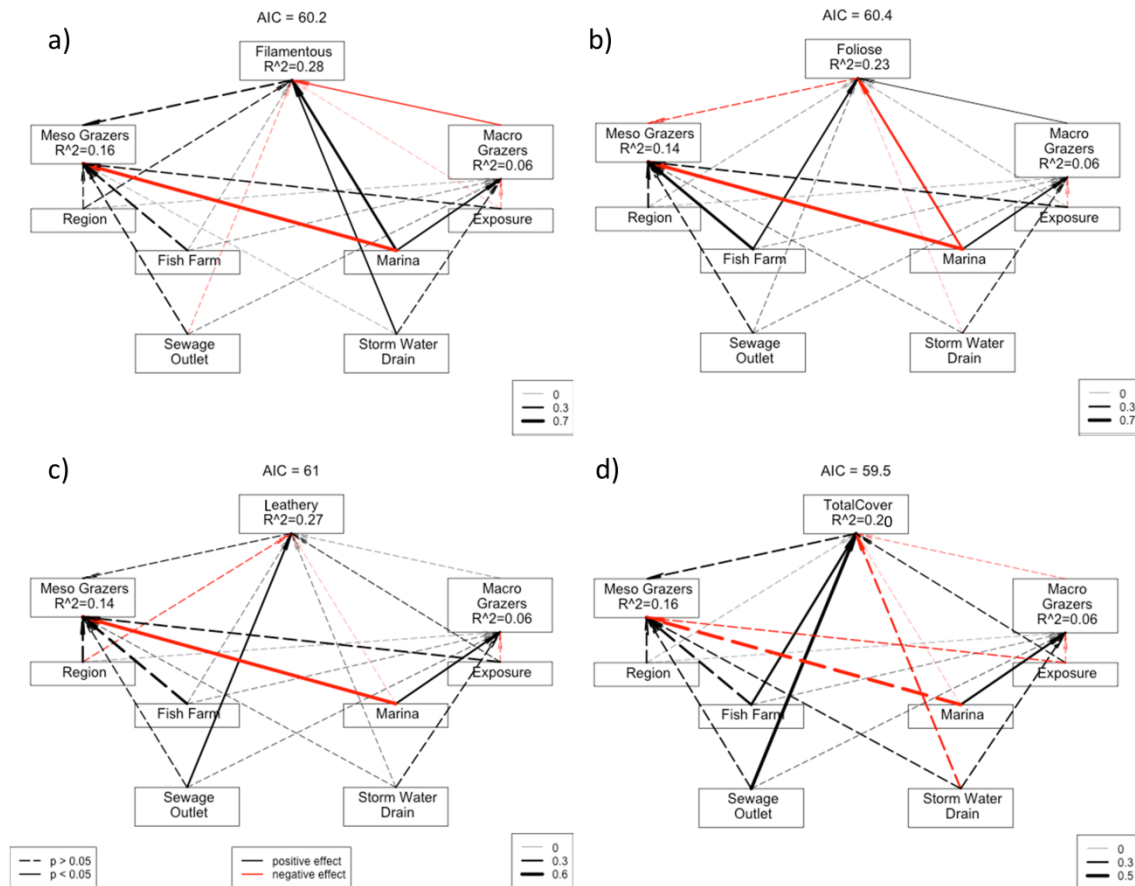 a)
AIC = 60.2
Filamentous
R^2=0.28
Meso Grazers
R^2=0.16
Macro
Grazers
R^2=0.06
Region
Exposure
Fish Farm
Marina
Sewage
Outlet
Storm Water
Drain
0
0.3
0.7
b)
AIC = 60.4
Foliose
R^2=0.23
Meso Grazers
R^2=0.14
Macro
Grazers
R^2=0.06
Region
Exposure
Fish Farm
Marina
Sewage
Outlet
Storm Water
Drain
0
0.3
0.7
c)
AIC = 61
Leathery
R^2=0.27
Meso Grazers
R^2=0.14
Macro
Grazers
R^2=0.06
Region
Exposure
Fish Farm
Marina
Sewage
Outlet
Storm Water
Drain
p > 0.05
p < 0.05
positive effect
negative effect
0
0.3
0.6
d)
AIC = 59.5
TotalCover
R^2=0.20
Meso Grazers
R^2=0.16
Macro
Grazers
R^2=0.06
Region
Exposure
Fish Farm
Marina
Sewage
Outlet
Storm Water
Drain
0
0.3
0.5